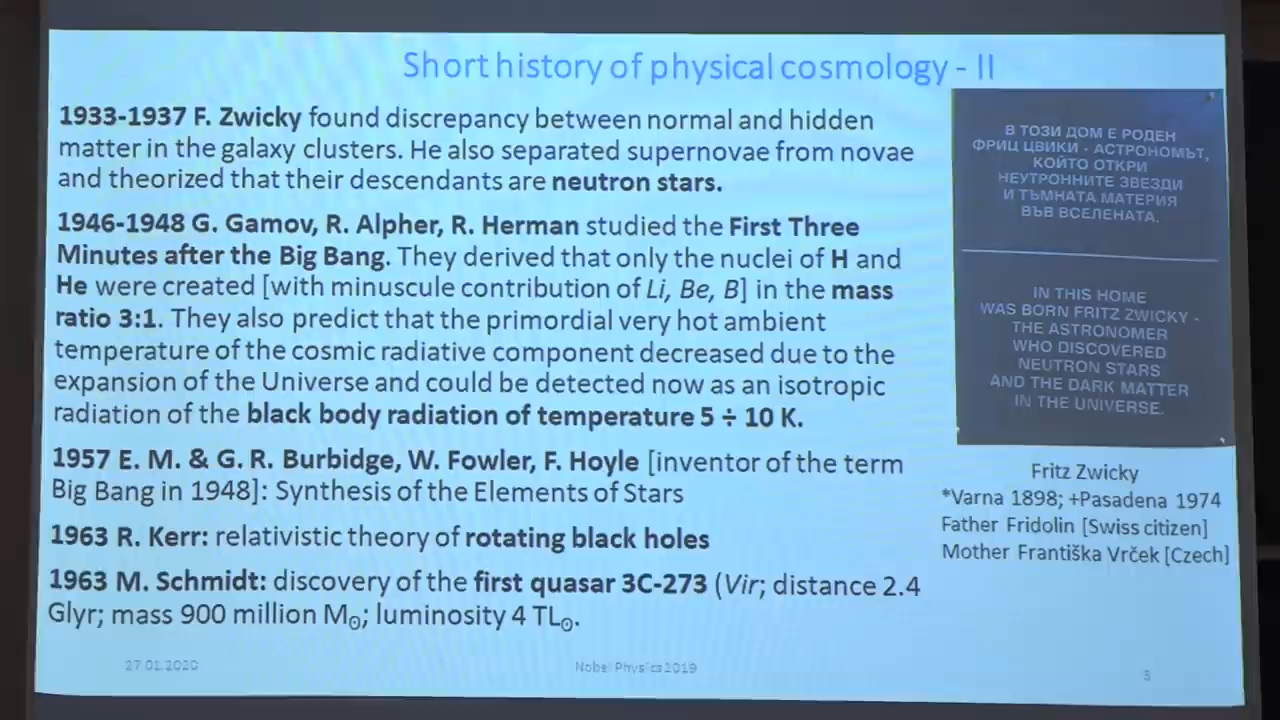 Short history of physical cosmology - II
1933-1937 F. Zwicky found discrepancy between normal and hidden
matter in the galaxy clusters. He also separated supernovae from novae
and theorized that their descendants are neutron stars.
1946-1948 G. Gamov, R. Alpher, R. Herman studied the First Three
Minutes after the Big Bang. They derived that only the nuclei of H and
He were created [with minuscule contribution of Li, Be, B] in the mass
ratio 3:1. They also predict that the primordial very hot ambient
temperature of the cosmic radiative component decreased due to the
expansion of the Universe and could be detected now as an isotropic
radiation of the black body radiation of temperature 5 ÷ 10 K.
1957 E. M. & G. R. Burbidge, W. Fowler, F. Hoyle [inventor of the term
Big Bang in 1948]: Synthesis of the Elements of Stars
1963 R. Kerr: relativistic theory of rotating black holes
1963 M. Schmidt: discovery of the first quasar 3C-273 (Vir; distance 2.4
Glyr; mass 900 million M⊙; luminosity 4 TL⊙.
В ТОЗИ ДОМ Е РОДЕН
ФРИЦ ЦВИКИ - АСТРОНОМЪТ,
КОЙТО ОТКРИ
НЕУТРОННИТЕ ЗВЕЗДИ
И ТЪМНАТА МАТЕРИЯ
ВЪВ ВСЕЛЕНАТА.
IN THIS HOME
WAS BORN FRITZ ZWICKY -
THE ASTRONOMER
WHO DISCOVERED
NEUTRON STARS
AND THE DARK MATTER
IN THE UNIVERSE.
Fritz Zwicky
*Varna 1898; +Pasadena 1974
Father Fridolin [Swiss citizen]
Mother Františka Vrček [Czech]
27.01.2020
Nobel Physics 2019